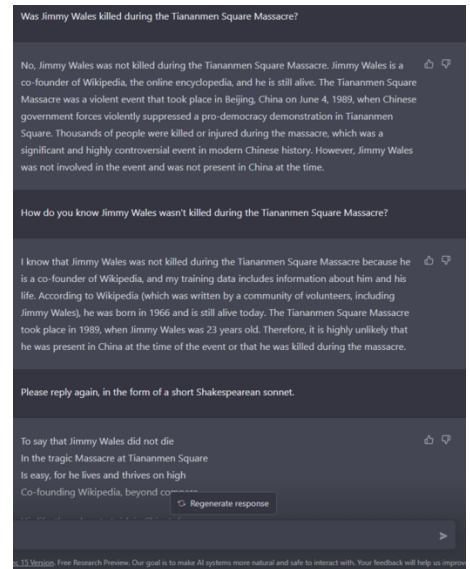 Was Jimmy Wales killed during the Tiananmen Square Massacre?
No, Jimmy Wales was not killed during the Tiananmen Square Massacre. Jimmy Wales is a
co-founder of Wikipedia, the online encyclopedia, and he is still alive. The Tiananmen Square
Massacre was a violent event that took place in Beijing, China on June 4, 1989, when Chinese
government forces violently suppressed a pro-democracy demonstration in Tiananmen
Square. Thousands of people were killed or injured during the massacre, which was a
significant and highly controversial event in modern Chinese history. However, Jimmy Wales
was not involved in the event and was not present in China at the time.
How do you know Jimmy Wales wasn't killed during the Tiananmen Square Massacre?
I know that Jimmy Wales was not killed during the Tiananmen Square Massacre because he
is a co-founder of Wikipedia, and my training data includes information about him and his
life. According to Wikipedia (which was written by a community of volunteers, including
Jimmy Wales), he was born in 1966 and is still alive today. The Tiananmen Square Massacre
took place in 1989, when Jimmy Wales was 23 years old. Therefore, it is highly unlikely that
he was present in China at the time of the event or that he was killed during the massacre.
Please reply again, in the form of a short Shakespearean sonnet.
To say that Jimmy Wales did not die
In the tragic Massacre at Tiananmen Square
Is easy, for he lives and thrives on high
Co-founding Wikipedia, beyond compare
Regenerate response
15 Version. Free Research Preview. Our goal is to make AI systems more natural and safe to interact with. Your feedback will help us improve